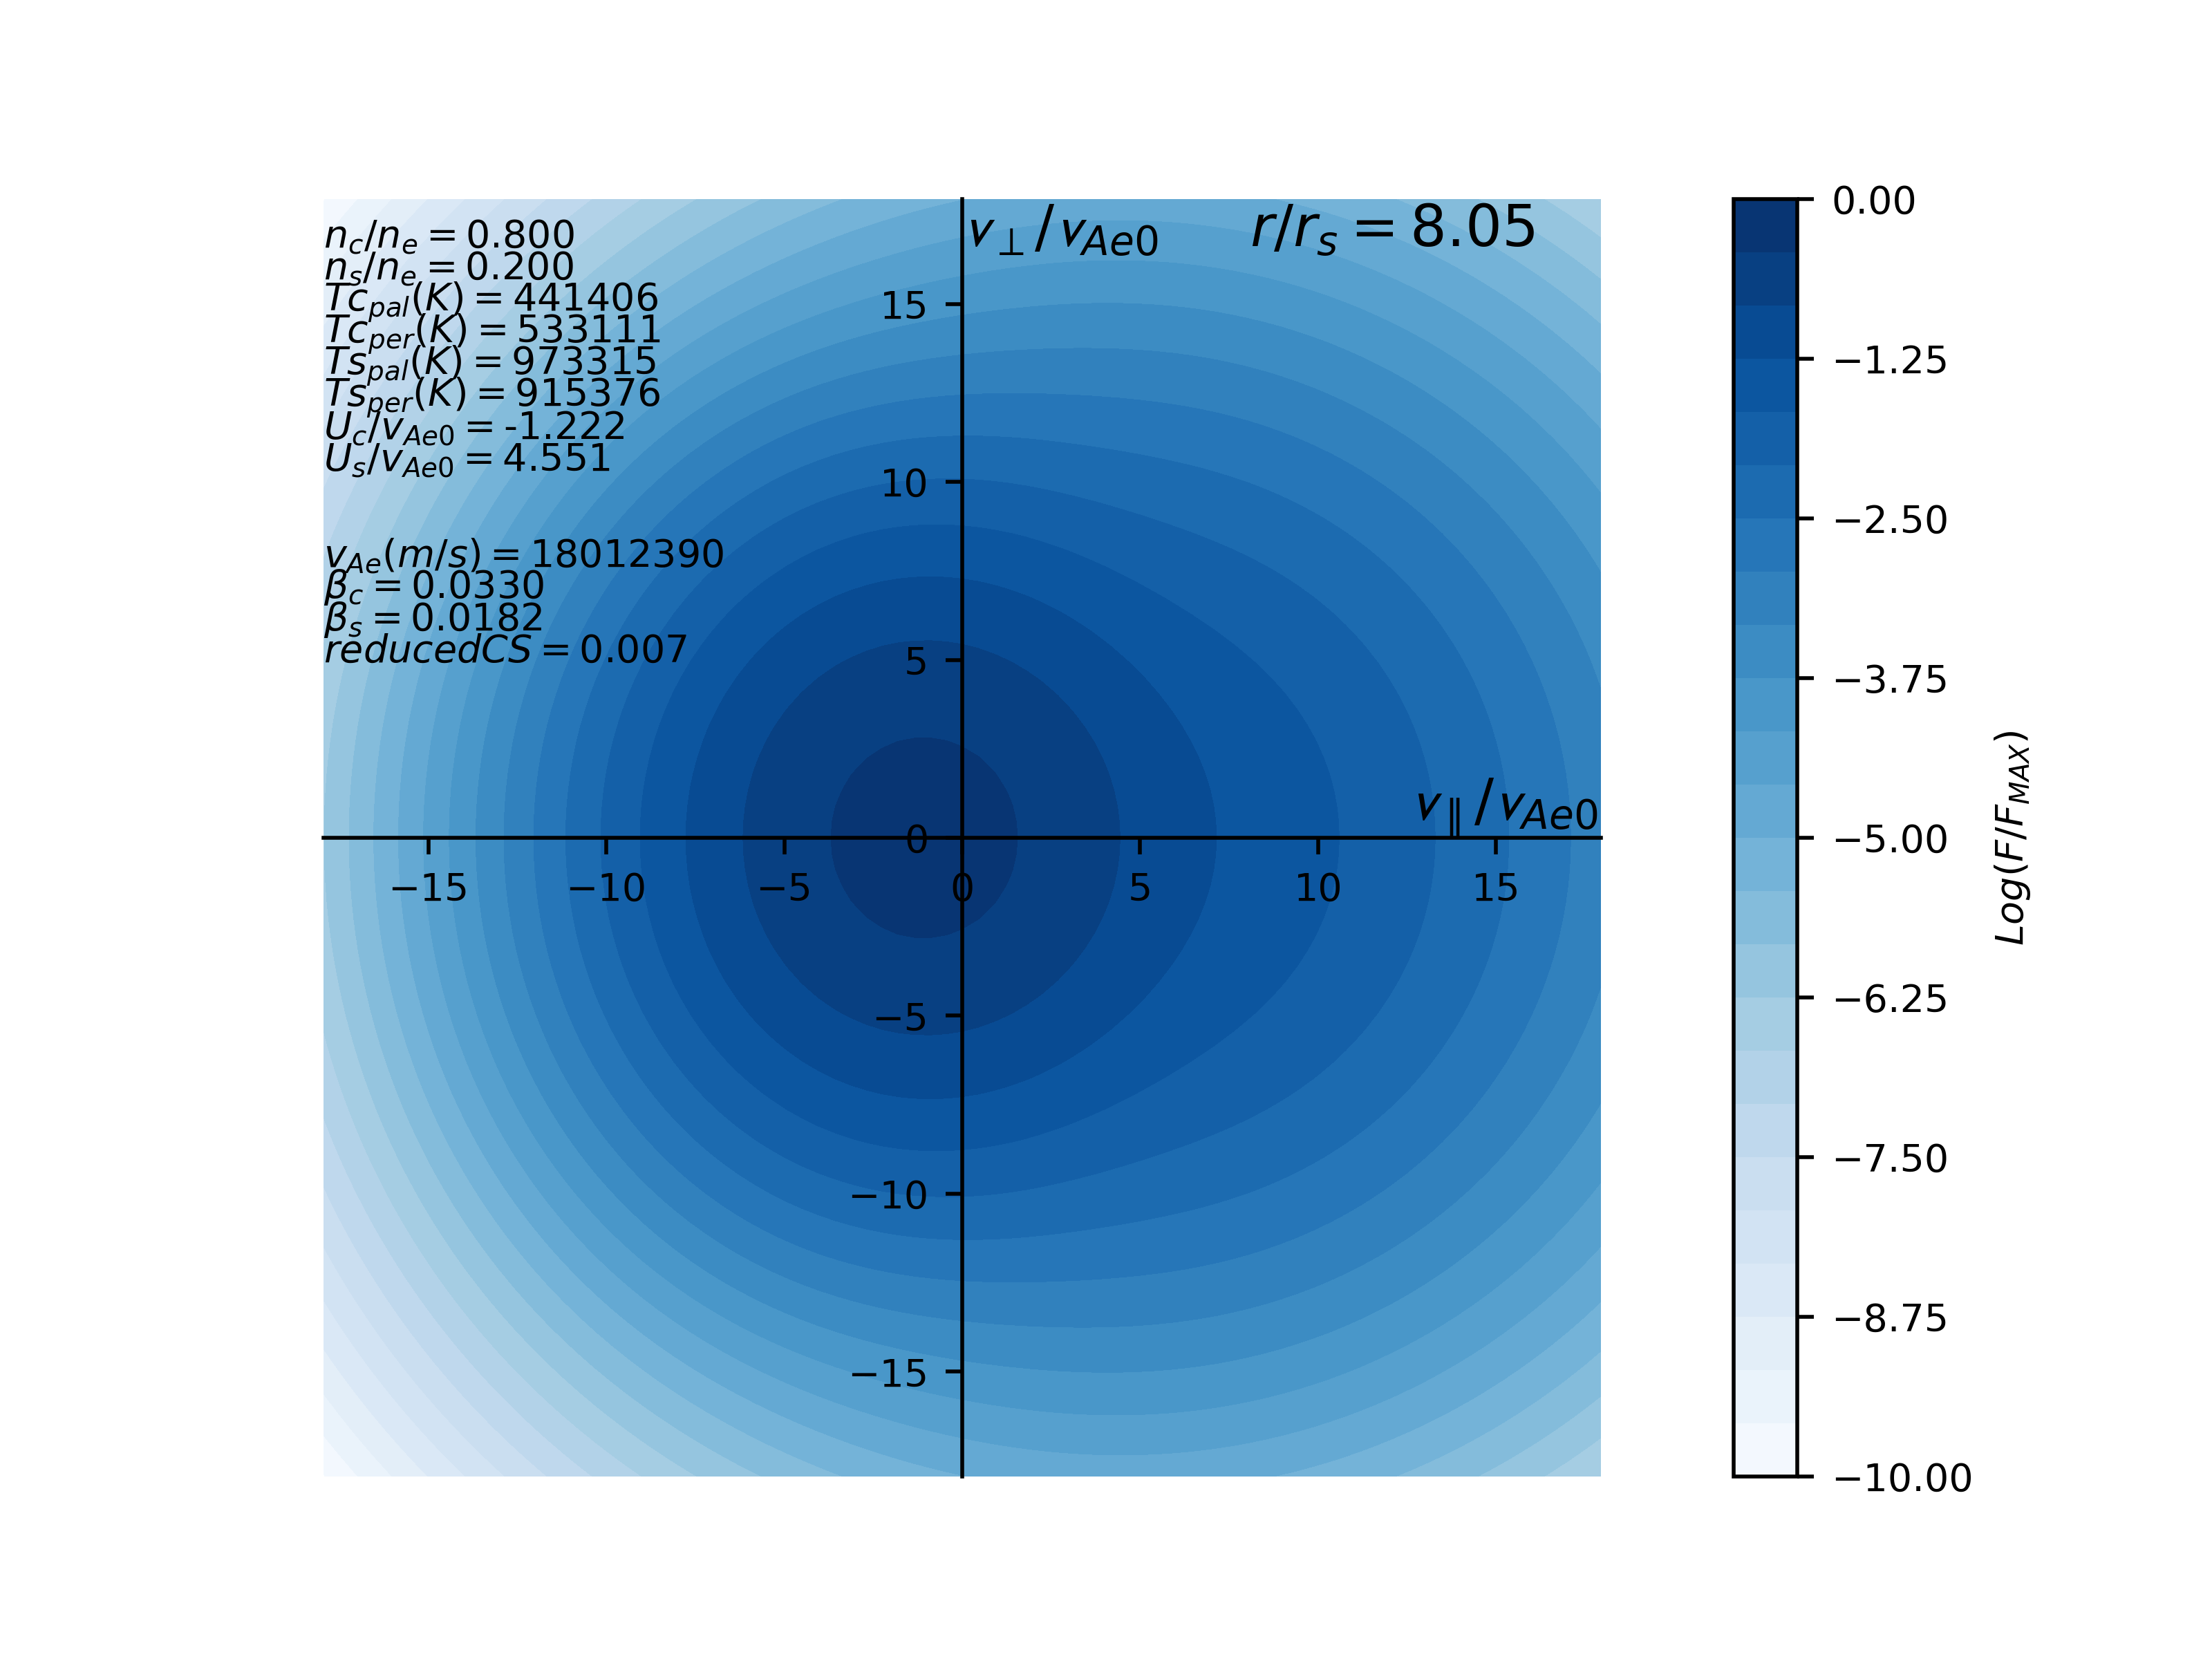 n_c/n_e = 0.800
n_s/n_e = 0.200
Tc_pal(K) = 441406
Tc_per(K) = 533111
Ts_pal(K) = 973315
Ts_per(K) = 915376
U_c/v_Ae0 = -1.222
U_s/v_Ae0 = 4.551
v_Ae(m/s) = 18012390
β_c = 0.0330
β_s = 0.0182
reducedCS = 0.007
v_⊥/v_Ae0
r/r_s = 8.05
15
10
5
0
−5
−10
−15
v_∥/v_Ae0
−15 −10 −5 0 5 10 15
0.00
−1.25
−2.50
−3.75
−5.00
−6.25
−7.50
−8.75
−10.00
Log(F/F_MAX)